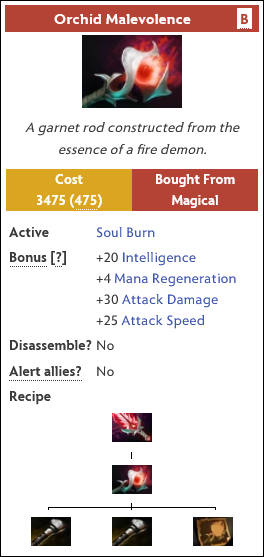 Orchid Malevolence B
A garnet rod constructed from the
essence of a fire demon.
Cost
3475 (475)
Bought From
Magical
Active Soul Burn
Bonus [?] +20 Intelligence
+4 Mana Regeneration
+30 Attack Damage
+25 Attack Speed
Disassemble? No
Alert allies? No
Recipe